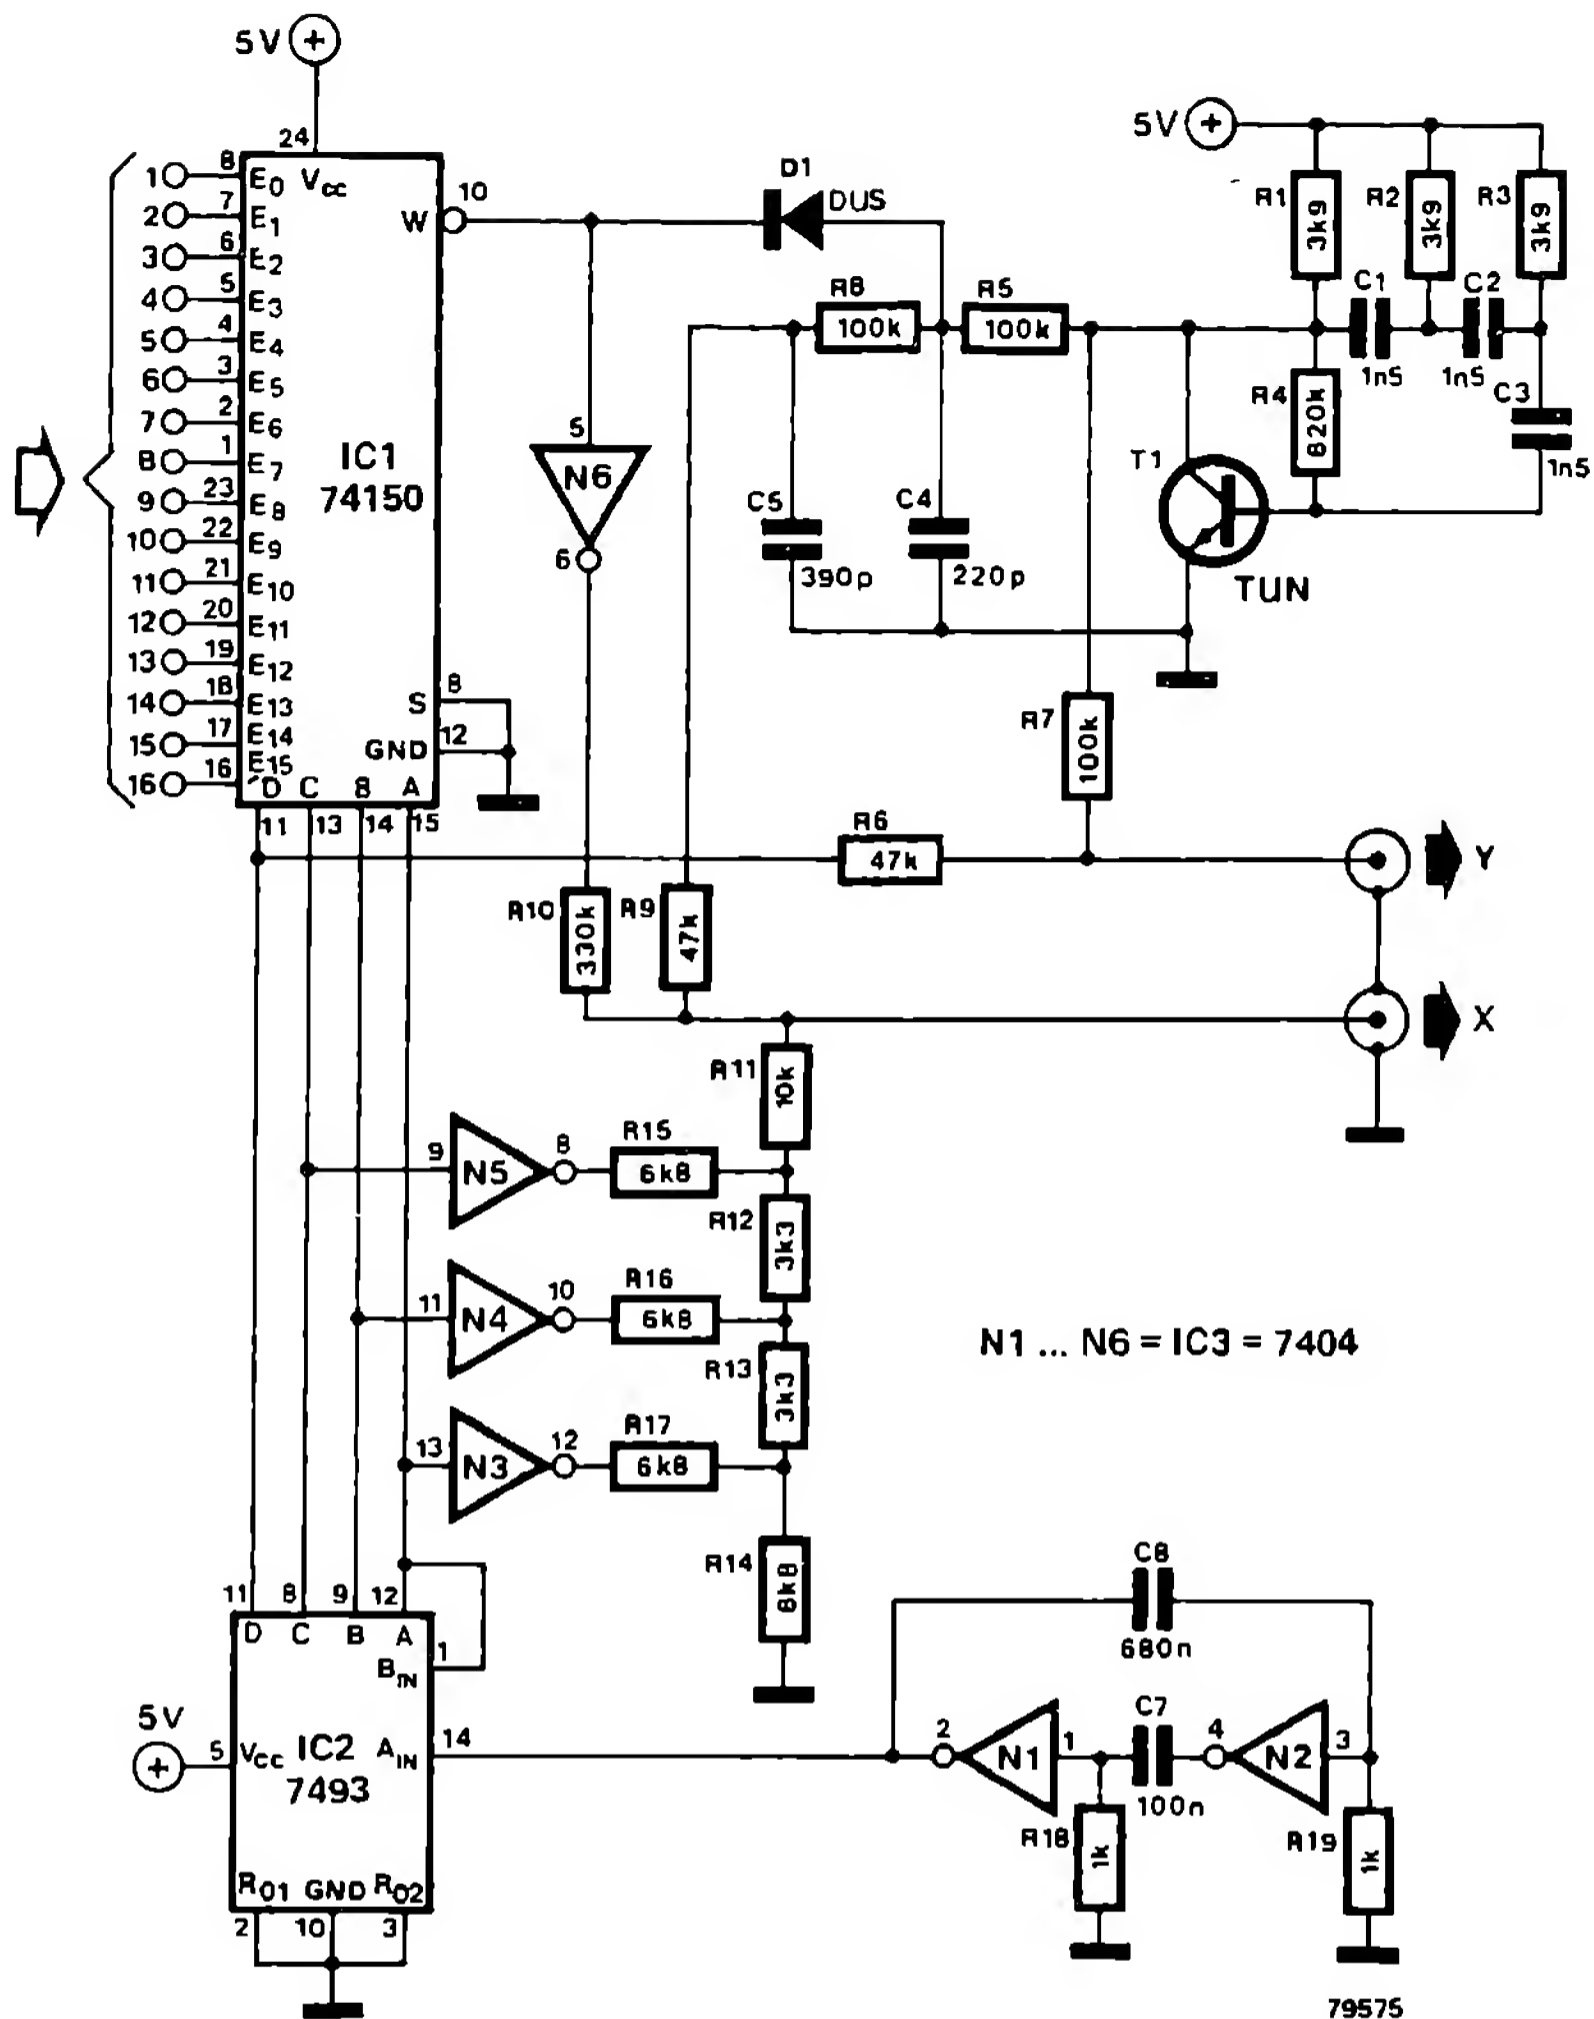 5V +
24
1 8 E0 Vcc
2 7 E1
3 6 E2
4 5 E3
5 4 E4
6 3 E5
7 2 E6
8 1 E7
9 23 E8
10 22 E9
11 21 E10
12 20 E11
13 19 E12
14 18 E13
15 17 E14
16 16 E15
W 10
IC1
74150
S 8
GND 12
D C B A
11 13 14 15
D1
DUS
5V +
R1 3k9
R2 3k9
R3 3k9
C1 1n5
C2 1n5
C3 1n5
R8 100k
R5 100k
R4 820k
T1
TUN
5
N6
6
C5 390p
C4 220p
R7 100k
R6 47k
Y
R10 330k
R9 47k
X
R11 10k
9 N5 8
R15 6k8
R12 3k3
11 N4 10
R16 6k8
R13 3k3
N1 ... N6 = IC3 = 7404
13 N3 12
R17 6k8
R14 6k8
11 8 9 12
D C B A
BIN 1
5V +
5 Vcc
IC2
7493
AIN 14
R01 GND R02
2 10 3
C8
680n
2 N1 1
C7
100n
4 N2 3
R18 1k
R19 1k
79575